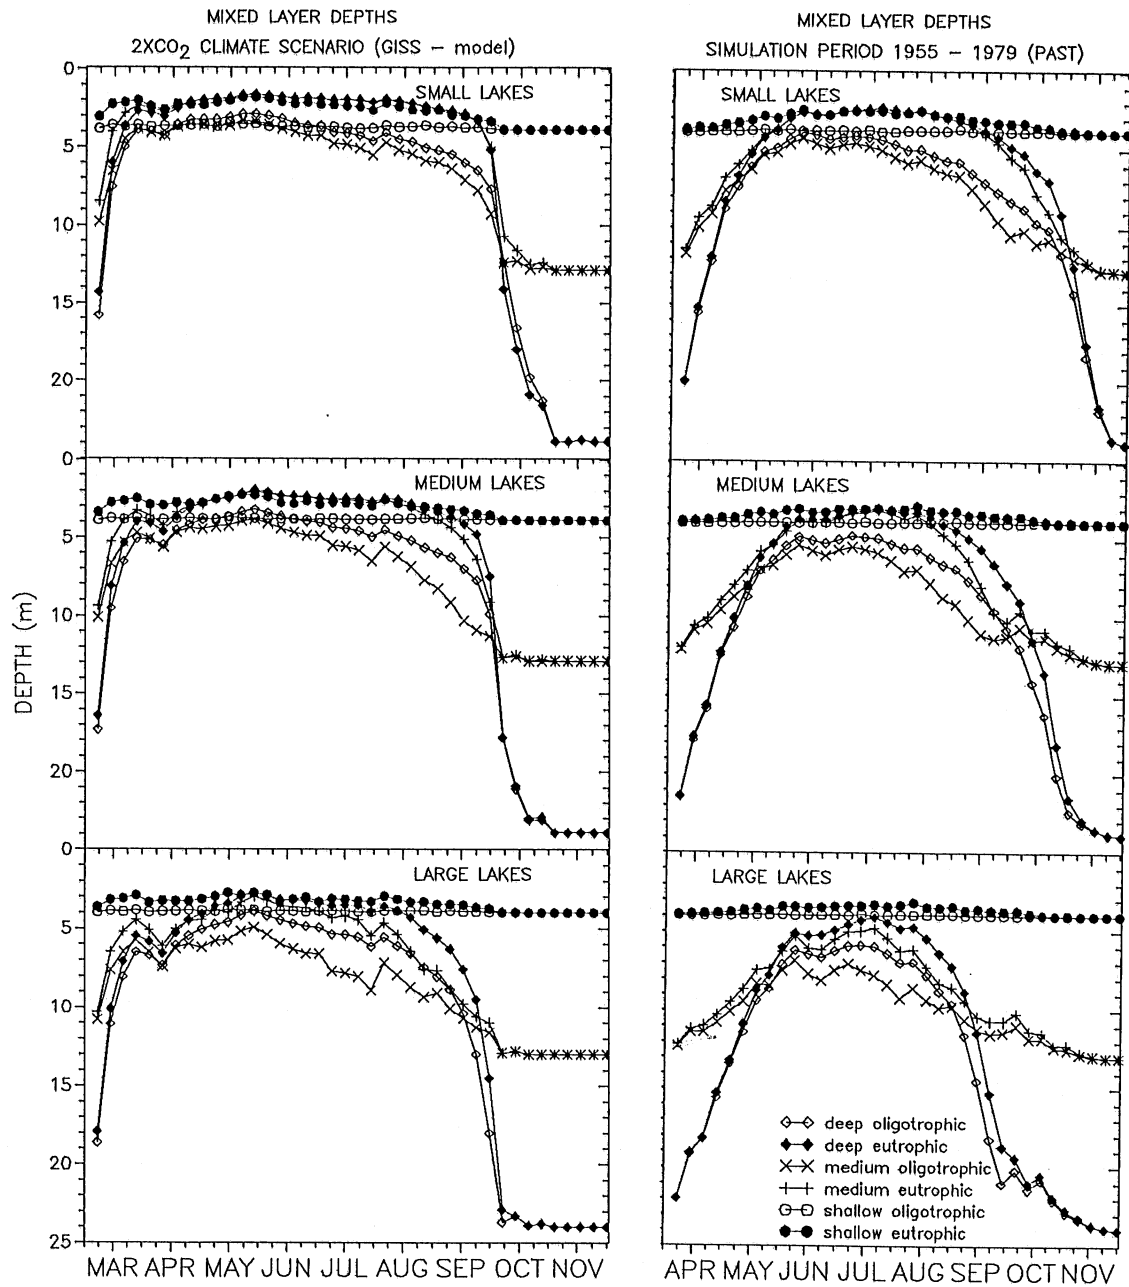 MIXED LAYER DEPTHS
2XCO2 CLIMATE SCENARIO (GISS - model)
0
SMALL LAKES
5
10
15
20
0
MEDIUM LAKES
5
10
15
20
0
LARGE LAKES
5
10
15
20
25
DEPTH (m)
MAR APR MAY JUN JUL AUG SEP OCT NOV
MIXED LAYER DEPTHS
SIMULATION PERIOD 1955 - 1979 (PAST)
SMALL LAKES
MEDIUM LAKES
LARGE LAKES
deep oligotrophic
deep eutrophic
medium oligotrophic
medium eutrophic
shallow oligotrophic
shallow eutrophic
APR MAY JUN JUL AUG SEP OCT NOV